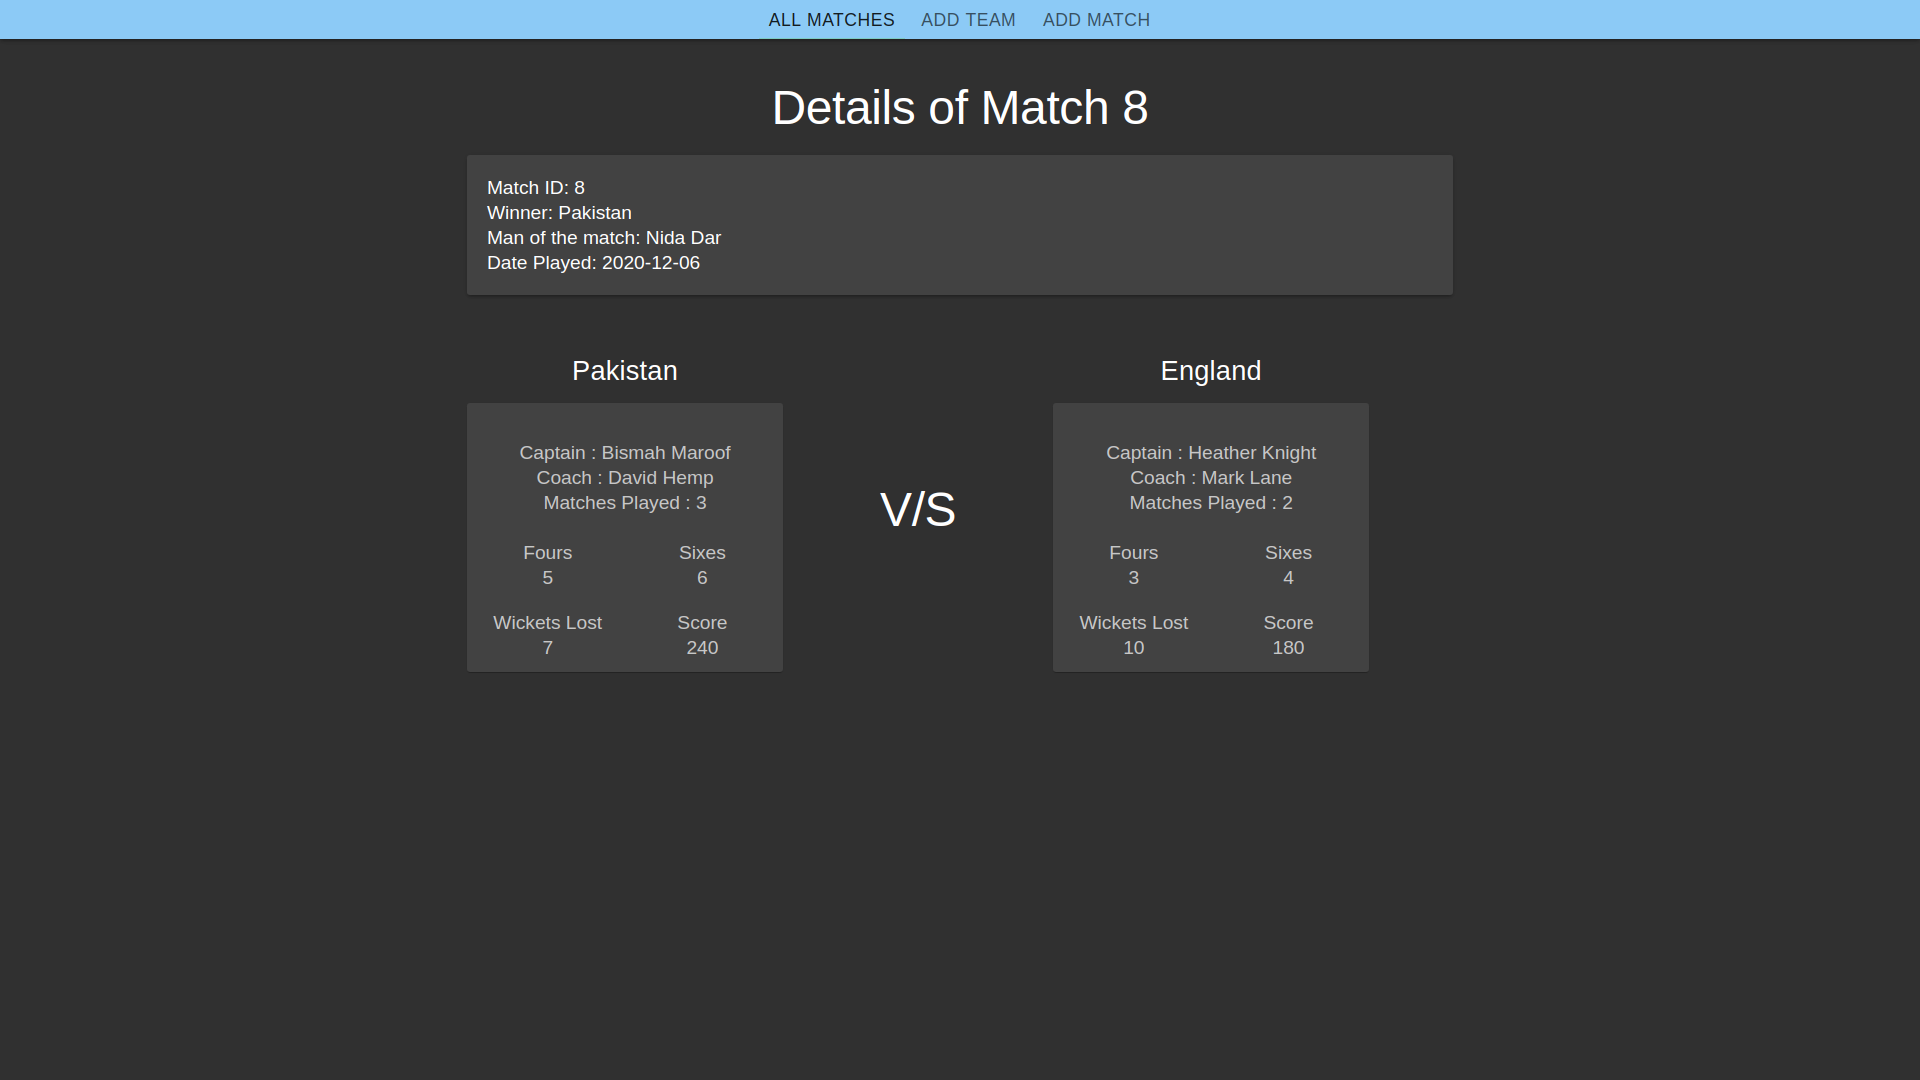 ALL MATCHES ADD TEAM ADD MATCH
Details of Match 8
Match ID: 8
Winner: Pakistan
Man of the match: Nida Dar
Date Played: 2020-12-06
Pakistan
Captain : Bismah Maroof
Coach : David Hemp
Matches Played : 3
Fours Sixes
5 6
Wickets Lost Score
7 240
V/S
England
Captain : Heather Knight
Coach : Mark Lane
Matches Played : 2
Fours Sixes
3 4
Wickets Lost Score
10 180